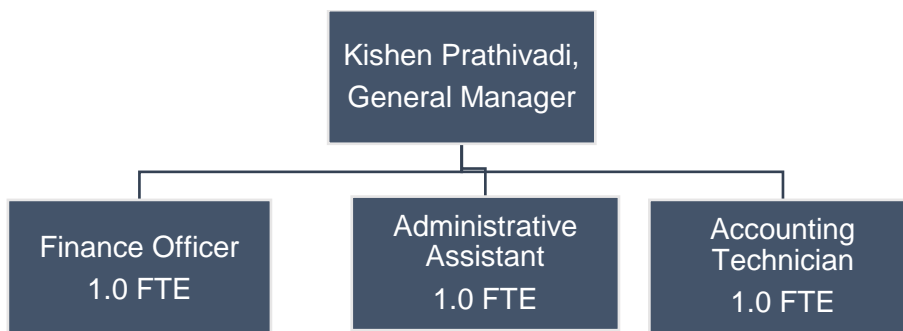 Kishen Prathivadi,
General Manager
Finance Officer
1.0 FTE
Administrative
Assistant
1.0 FTE
Accounting
Technician
1.0 FTE